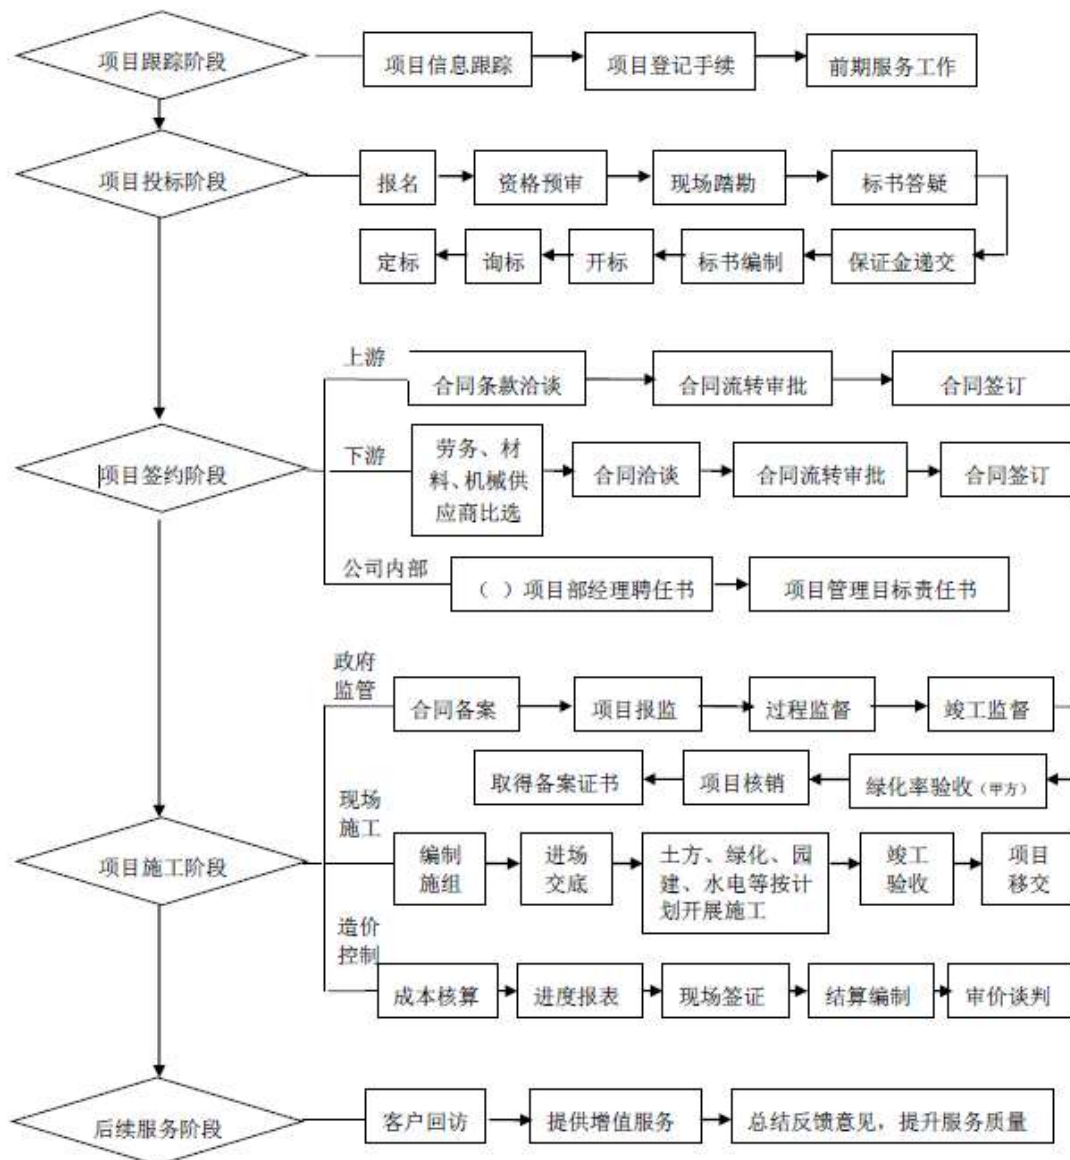 项目跟踪阶段
项目信息跟踪
项目登记手续
前期服务工作
项目投标阶段
报名
资格预审
现场踏勘
标书答疑
定标
询标
开标
标书编制
保证金递交
上游
合同条款洽谈
合同流转审批
合同签订
项目签约阶段
下游
劳务、材
料、机械供
应商比选
合同洽谈
合同流转审批
合同签订
公司内部
（ ）项目部经理聘任书
项目管理目标责任书
政府
监管
合同备案
项目报监
过程监督
竣工监督
取得备案证书
项目核销
绿化率验收（甲方）
现场
施工
项目施工阶段
编制
施组
进场
交底
土方、绿化、园
建、水电等按计
划开展施工
竣工
验收
项目
移交
造价
控制
成本核算
进度报表
现场签证
结算编制
审价谈判
后续服务阶段
客户回访
提供增值服务
总结反馈意见，提升服务质量